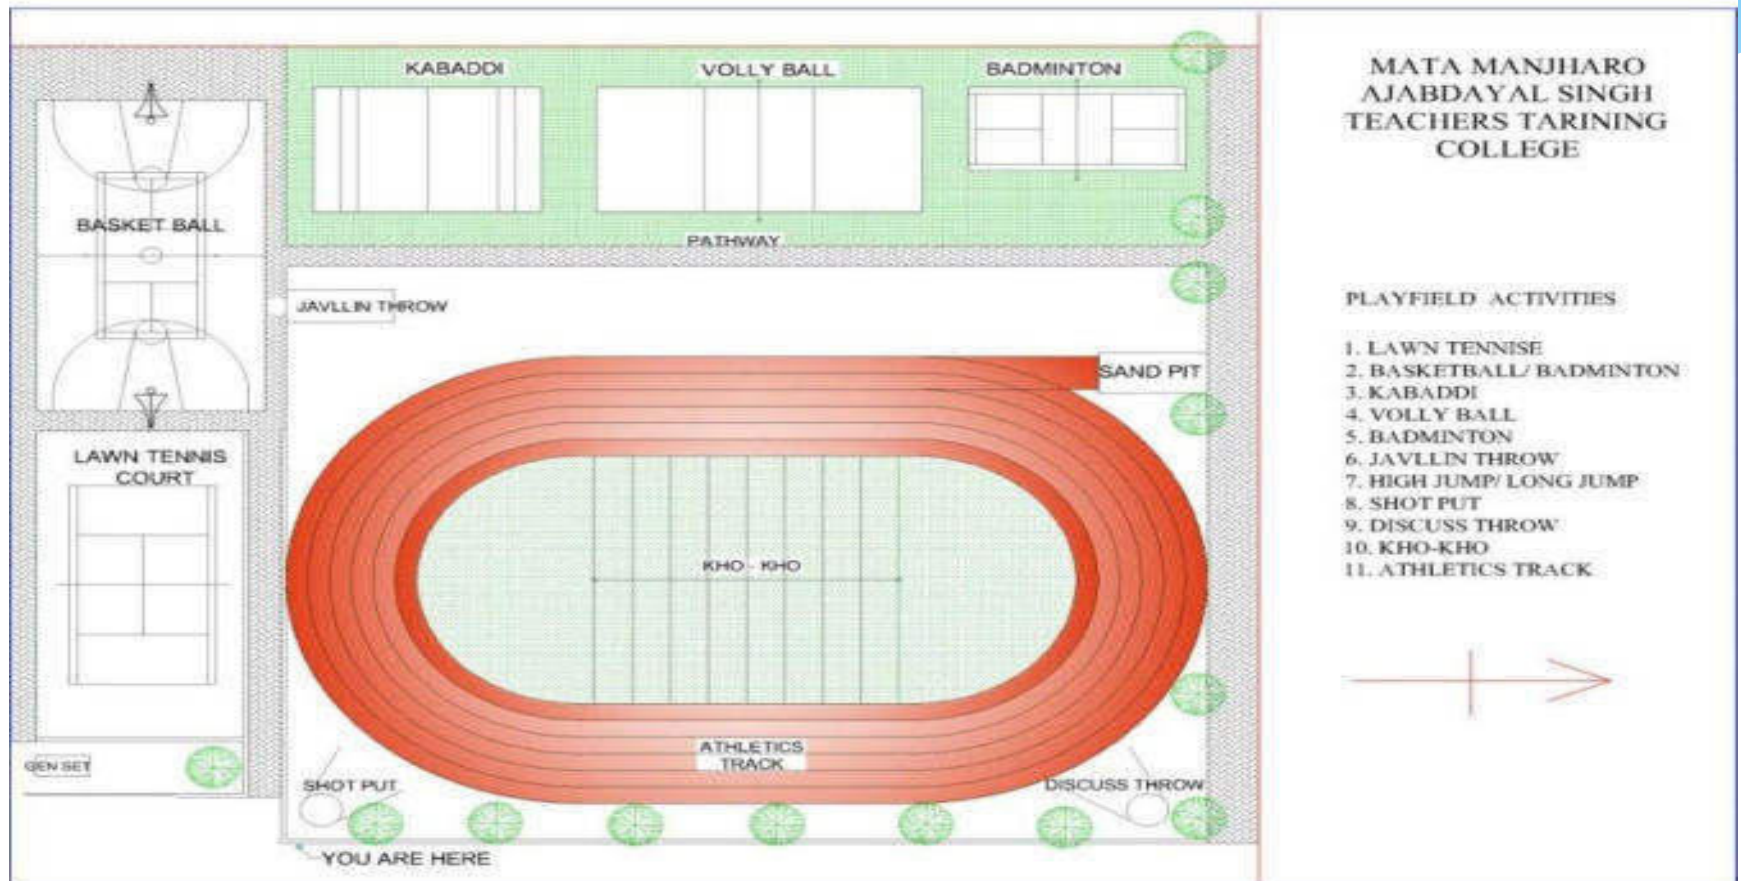 KABADDI
VOLLY BALL
BADMINTON
BASKET BALL
PATHWAY
JAVLLIN THROW
SAND PIT
LAWN TENNIS
COURT
KHO - KHO
ATHLETICS
TRACK
GEN SET
SHOT PUT
DISCUSS THROW
YOU ARE HERE
MATA MANJHARO
AJABDAYAL SINGH
TEACHERS TARINING
COLLEGE
PLAYFIELD ACTIVITIES
1. LAWN TENNISE
2. BASKETBALL/ BADMINTON
3. KABADDI
4. VOLLY BALL
5. BADMINTON
6. JAVLLIN THROW
7. HIGH JUMP/ LONG JUMP
8. SHOT PUT
9. DISCUSS THROW
10. KHO-KHO
11. ATHLETICS TRACK